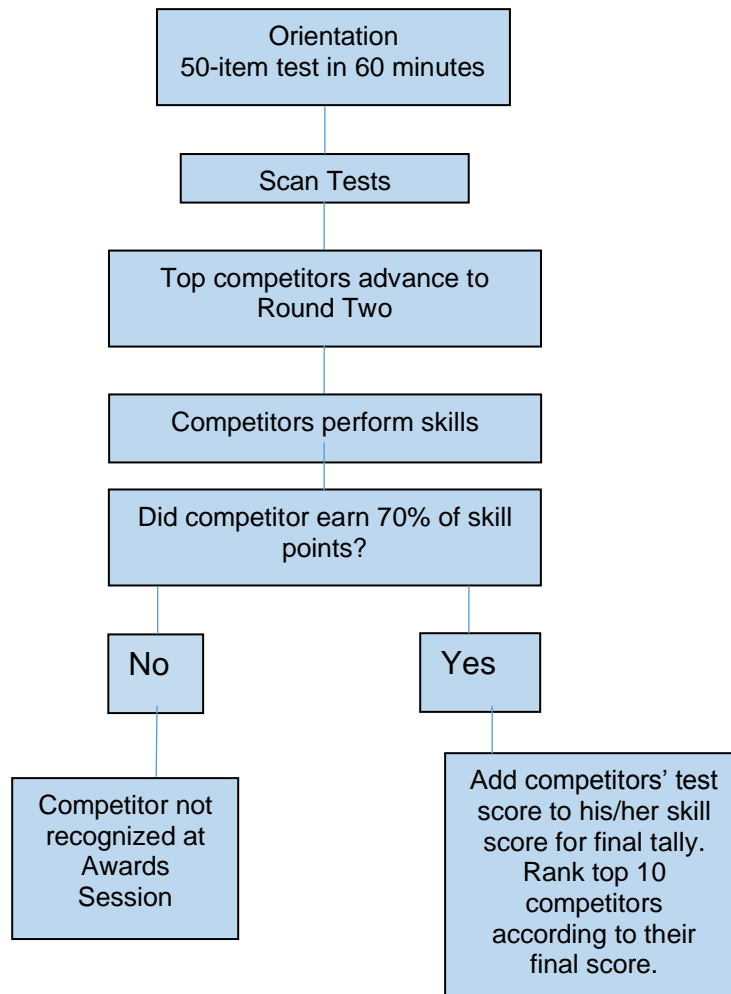 Orientation
50-item test in 60 minutes
Scan Tests
Top competitors advance to
Round Two
Competitors perform skills
Did competitor earn 70% of skill
points?
No
Yes
Competitor not
recognized at
Awards
Session
Add competitors’ test
score to his/her skill
score for final tally.
Rank top 10
competitors
according to their
final score.